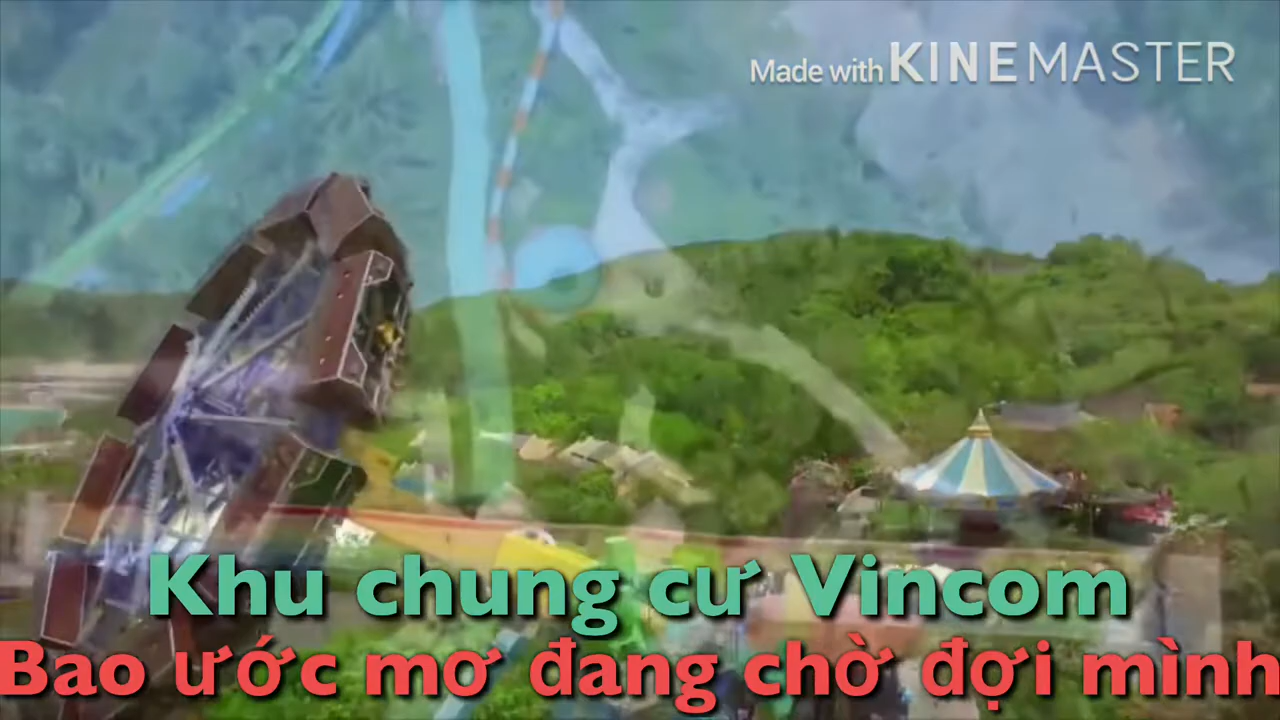 Made with KINEMASTER
Khu chung cư Vincom
Bao ước mơ đang chờ đợi mình